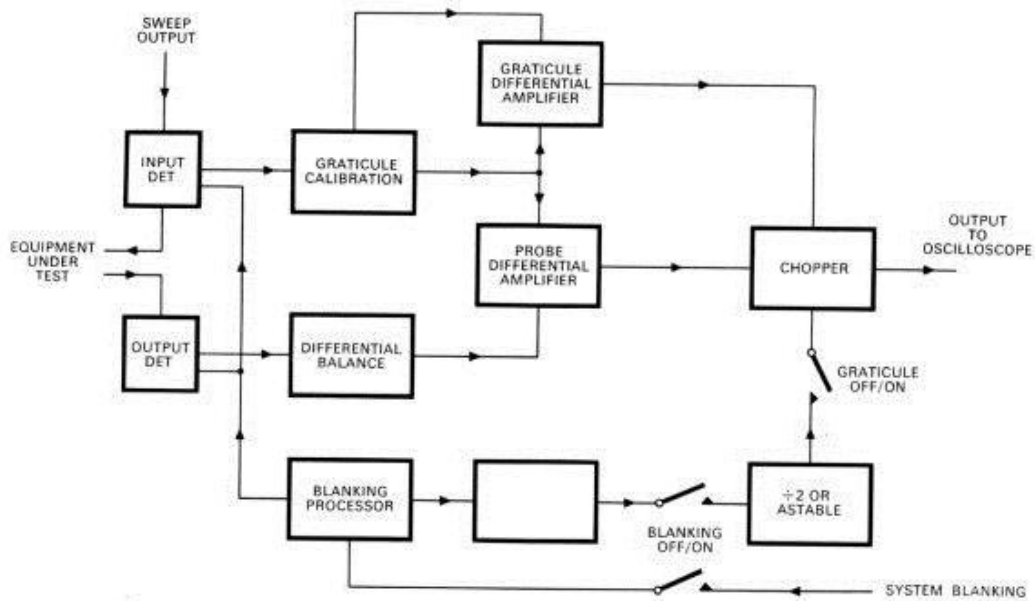 SWEEP
OUTPUT
GRATICULE
DIFFERENTIAL
AMPLIFIER
INPUT
DET
GRATICULE
CALIBRATION
EQUIPMENT
UNDER
TEST
PROBE
DIFFERENTIAL
AMPLIFIER
CHOPPER
OUTPUT
TO
OSCILLOSCOPE
OUTPUT
DET
DIFFERENTIAL
BALANCE
GRATICULE
OFF/ON
BLANKING
PROCESSOR
BLANKING
OFF/ON
÷2 OR
ASTABLE
SYSTEM BLANKING